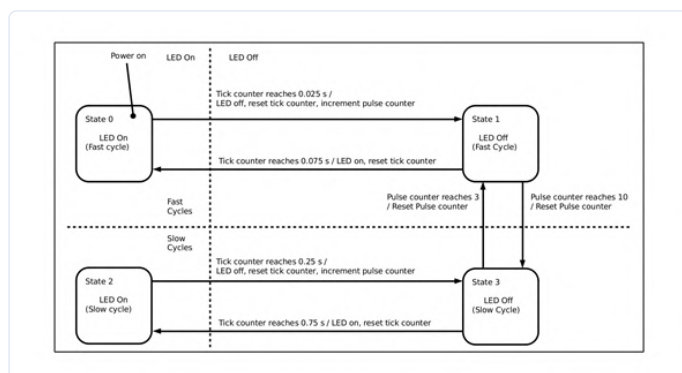 Power on
LED On
LED Off
Tick counter reaches 0.025 s /
LED off, reset tick counter, increment pulse counter
State 0
LED On
(Fast cycle)
State 1
LED Off
(Fast Cycle)
Tick counter reaches 0.075 s / LED on, reset tick counter
Pulse counter reaches 3
/ Reset Pulse counter
Pulse counter reaches 10
/ Reset Pulse counter
Fast
Cycles
Slow
Cycles
Tick counter reaches 0.25 s /
LED off, reset tick counter, increment pulse counter
State 2
LED On
(Slow cycle)
State 3
LED Off
(Slow Cycle)
Tick counter reaches 0.75 s / LED on, reset tick counter